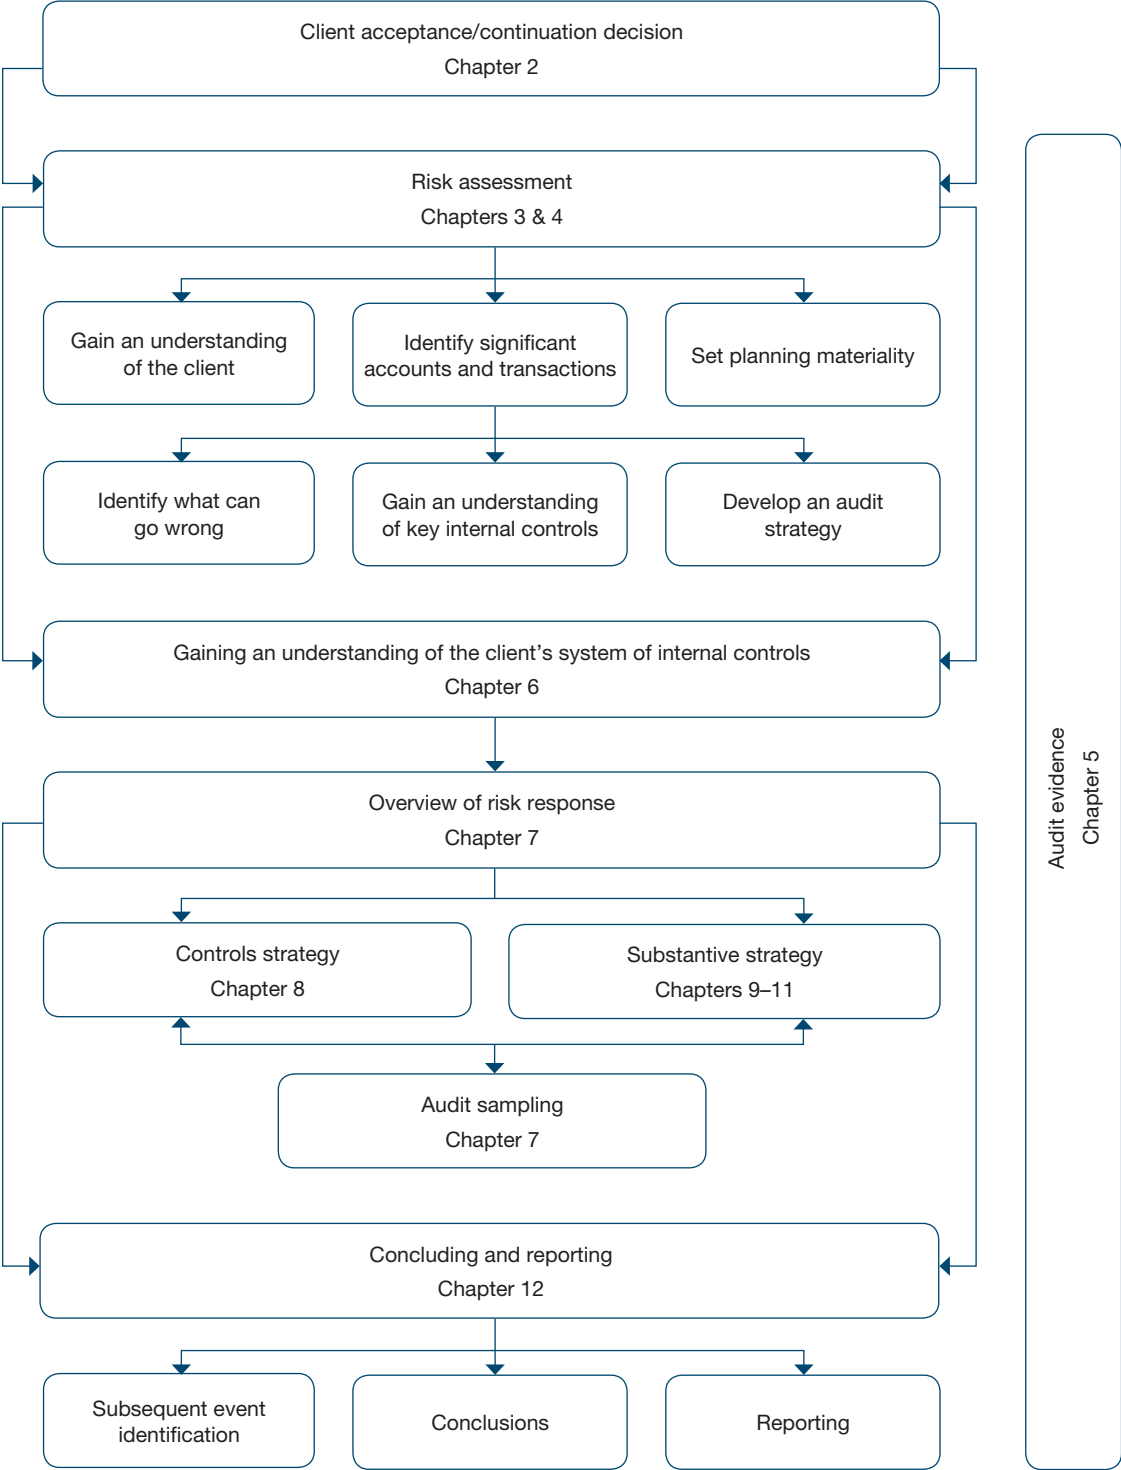 Client acceptance/continuation decision
Chapter 2
Risk assessment
Chapters 3 & 4
Gain an understanding
of the client
Identify significant
accounts and transactions
Set planning materiality
Identify what can
go wrong
Gain an understanding
of key internal controls
Develop an audit
strategy
Gaining an understanding of the client’s system of internal controls
Chapter 6
Overview of risk response
Chapter 7
Controls strategy
Chapter 8
Substantive strategy
Chapters 9–11
Audit sampling
Chapter 7
Concluding and reporting
Chapter 12
Subsequent event
identification
Conclusions
Reporting
Audit evidence
Chapter 5